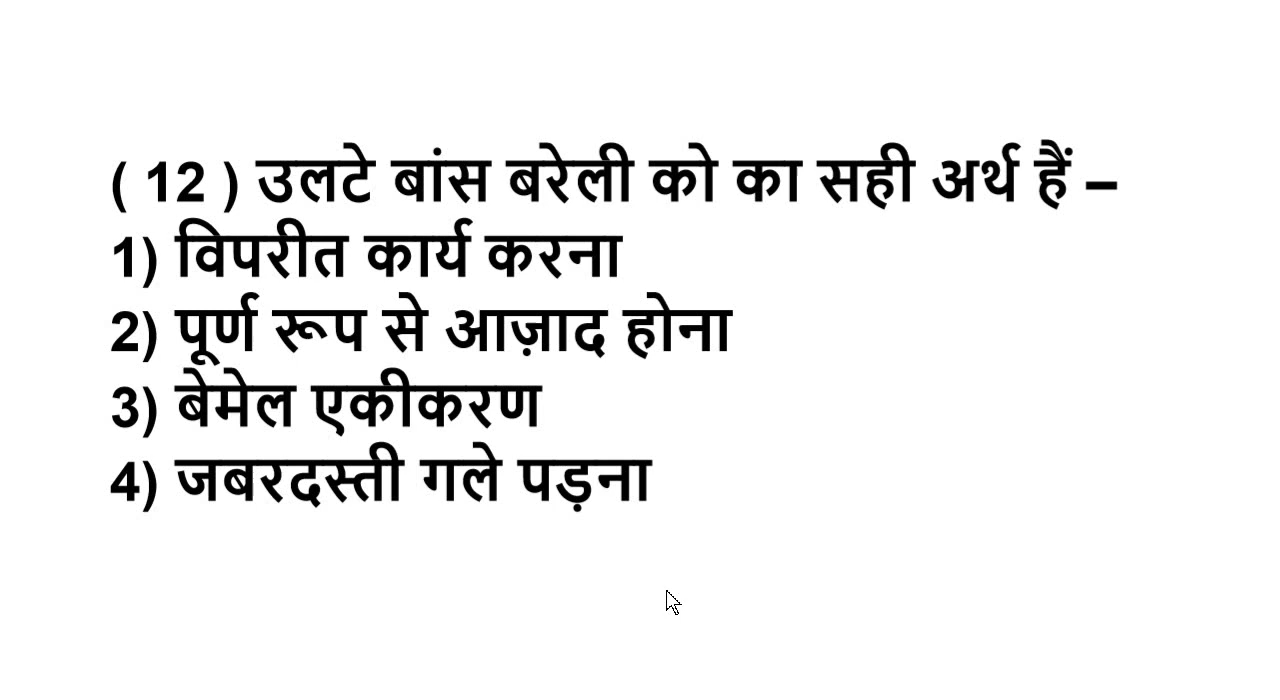 ( 12 ) उलटे बांस बरेली को का सही अर्थ हैं –
1) विपरीत कार्य करना
2) पूर्ण रूप से आज़ाद होना
3) बेमेल एकीकरण
4) जबरदस्ती गले पड़ना